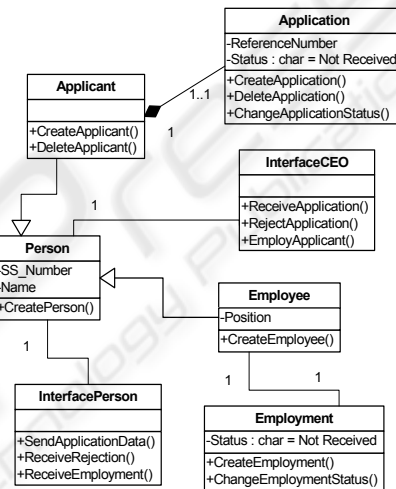 Application
-ReferenceNumber
-Status : char = Not Received
+CreateApplication()
+DeleteApplication()
+ChangeApplicationStatus()
Applicant
+CreateApplicant()
+DeleteApplicant()
1..1
1
InterfaceCEO
+ReceiveApplication()
+RejectApplication()
+EmployApplicant()
1
Person
-SS_Number
-Name
+CreatePerson()
Employee
-Position
+CreateEmployee()
1
1
1
InterfacePerson
+SendApplicationData()
+ReceiveRejection()
+ReceiveEmployment()
Employment
-Status : char = Not Received
+CreateEmployment()
+ChangeEmploymentStatus()